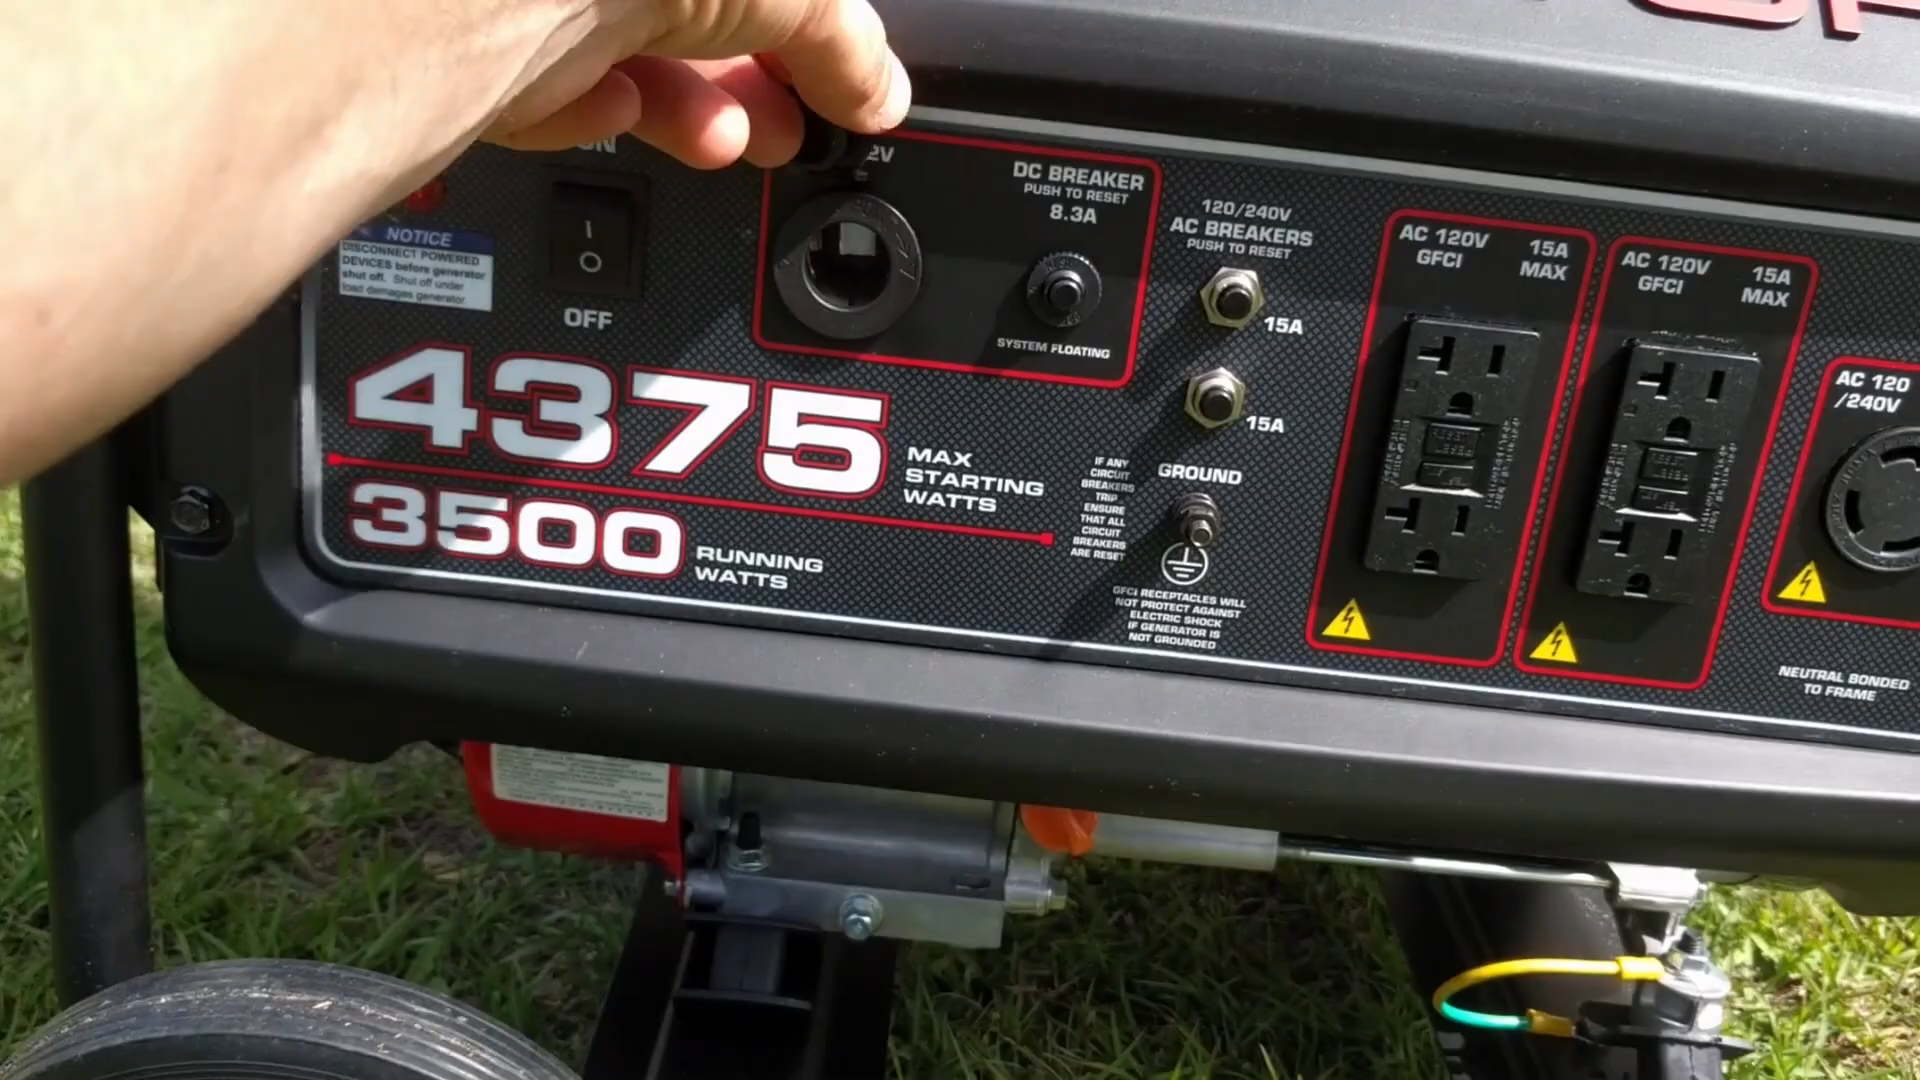 2V
DC BREAKER
PUSH TO RESET
8.3A
SYSTEM FLOATING
NOTICE
DISCONNECT POWERED
DEVICES before generator
shut off. Shut off under
load damages generator.
I
O
OFF
4375
MAX
STARTING
WATTS
3500
RUNNING
WATTS
120/240V
AC BREAKERS
PUSH TO RESET
15A
15A
IF ANY
CIRCUIT
BREAKERS
TRIP
ENSURE
THAT ALL
CIRCUIT
BREAKERS
ARE RESET
GROUND
GFCI RECEPTACLES WILL
NOT PROTECT AGAINST
ELECTRIC SHOCK
IF GENERATOR IS
NOT GROUNDED
AC 120V
GFCI
15A
MAX
AC 120V
GFCI
15A
MAX
AC 120
/240V
NEUTRAL BONDED
TO FRAME